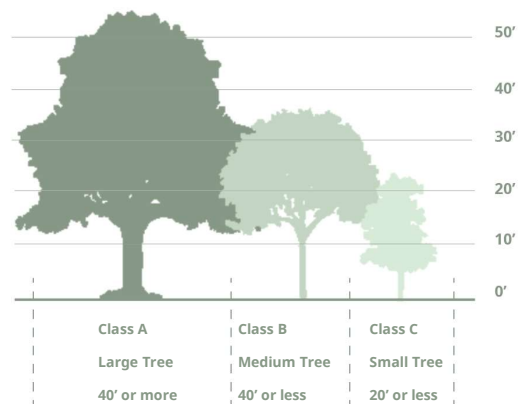 50’
40’
30’
20’
10’
0’
Class A
Class B
Class C
Large Tree
Medium Tree
Small Tree
40’ or more
40’ or less
20’ or less